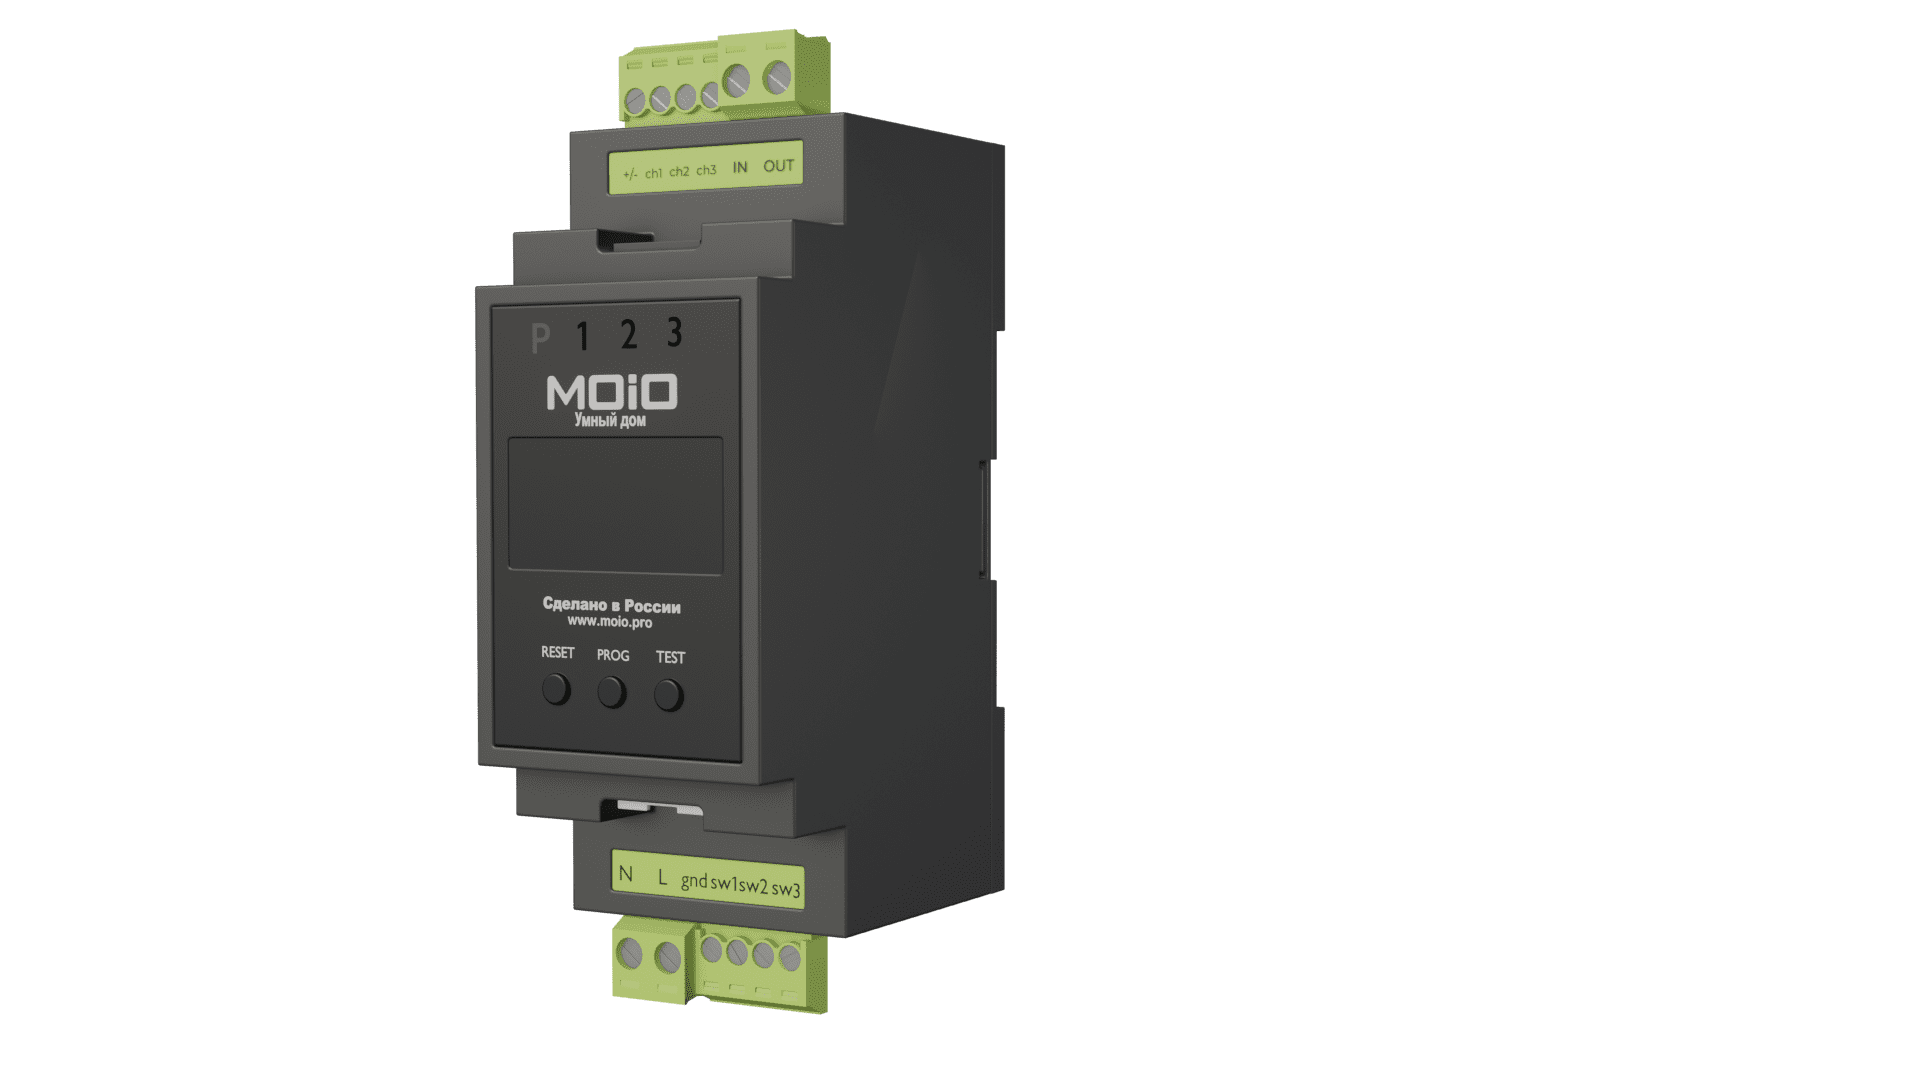 +/- ch1 ch2 ch3 IN OUT
P 1 2 3
MOiO
Умный дом
Сделано в России
www.moio.pro
RESET PROG TEST
N L gnd sw1 sw2 sw3